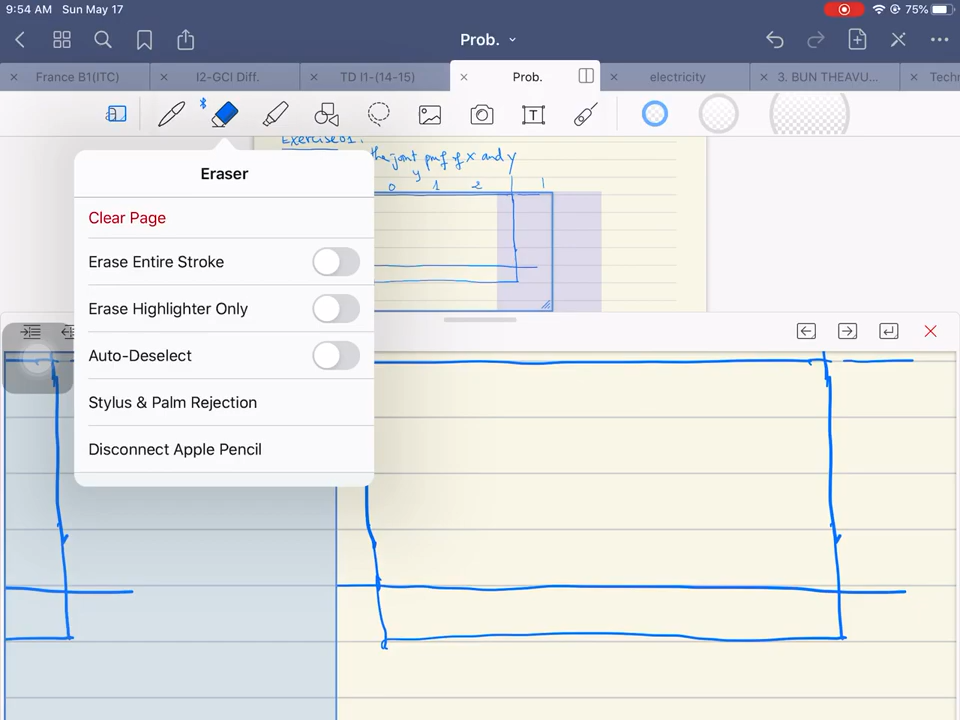 9:54 AM Sun May 17 75%
Prob.
France B1(ITC) I2-GCI Diff. TD I1-(14-15) Prob. electricity 3. BUN THEAVU... Techn
T
Exercise01:
the joint pmf of x and y
y
0 1 2 1
Eraser
Clear Page
Erase Entire Stroke
Erase Highlighter Only
Auto-Deselect
Stylus & Palm Rejection
Disconnect Apple Pencil